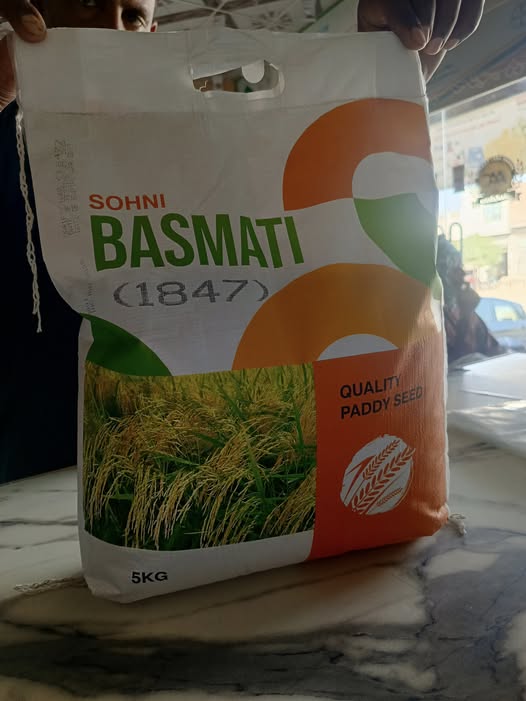 SOHNI
BASMATI
(1847)
QUALITY
PADDY SEED
5KG